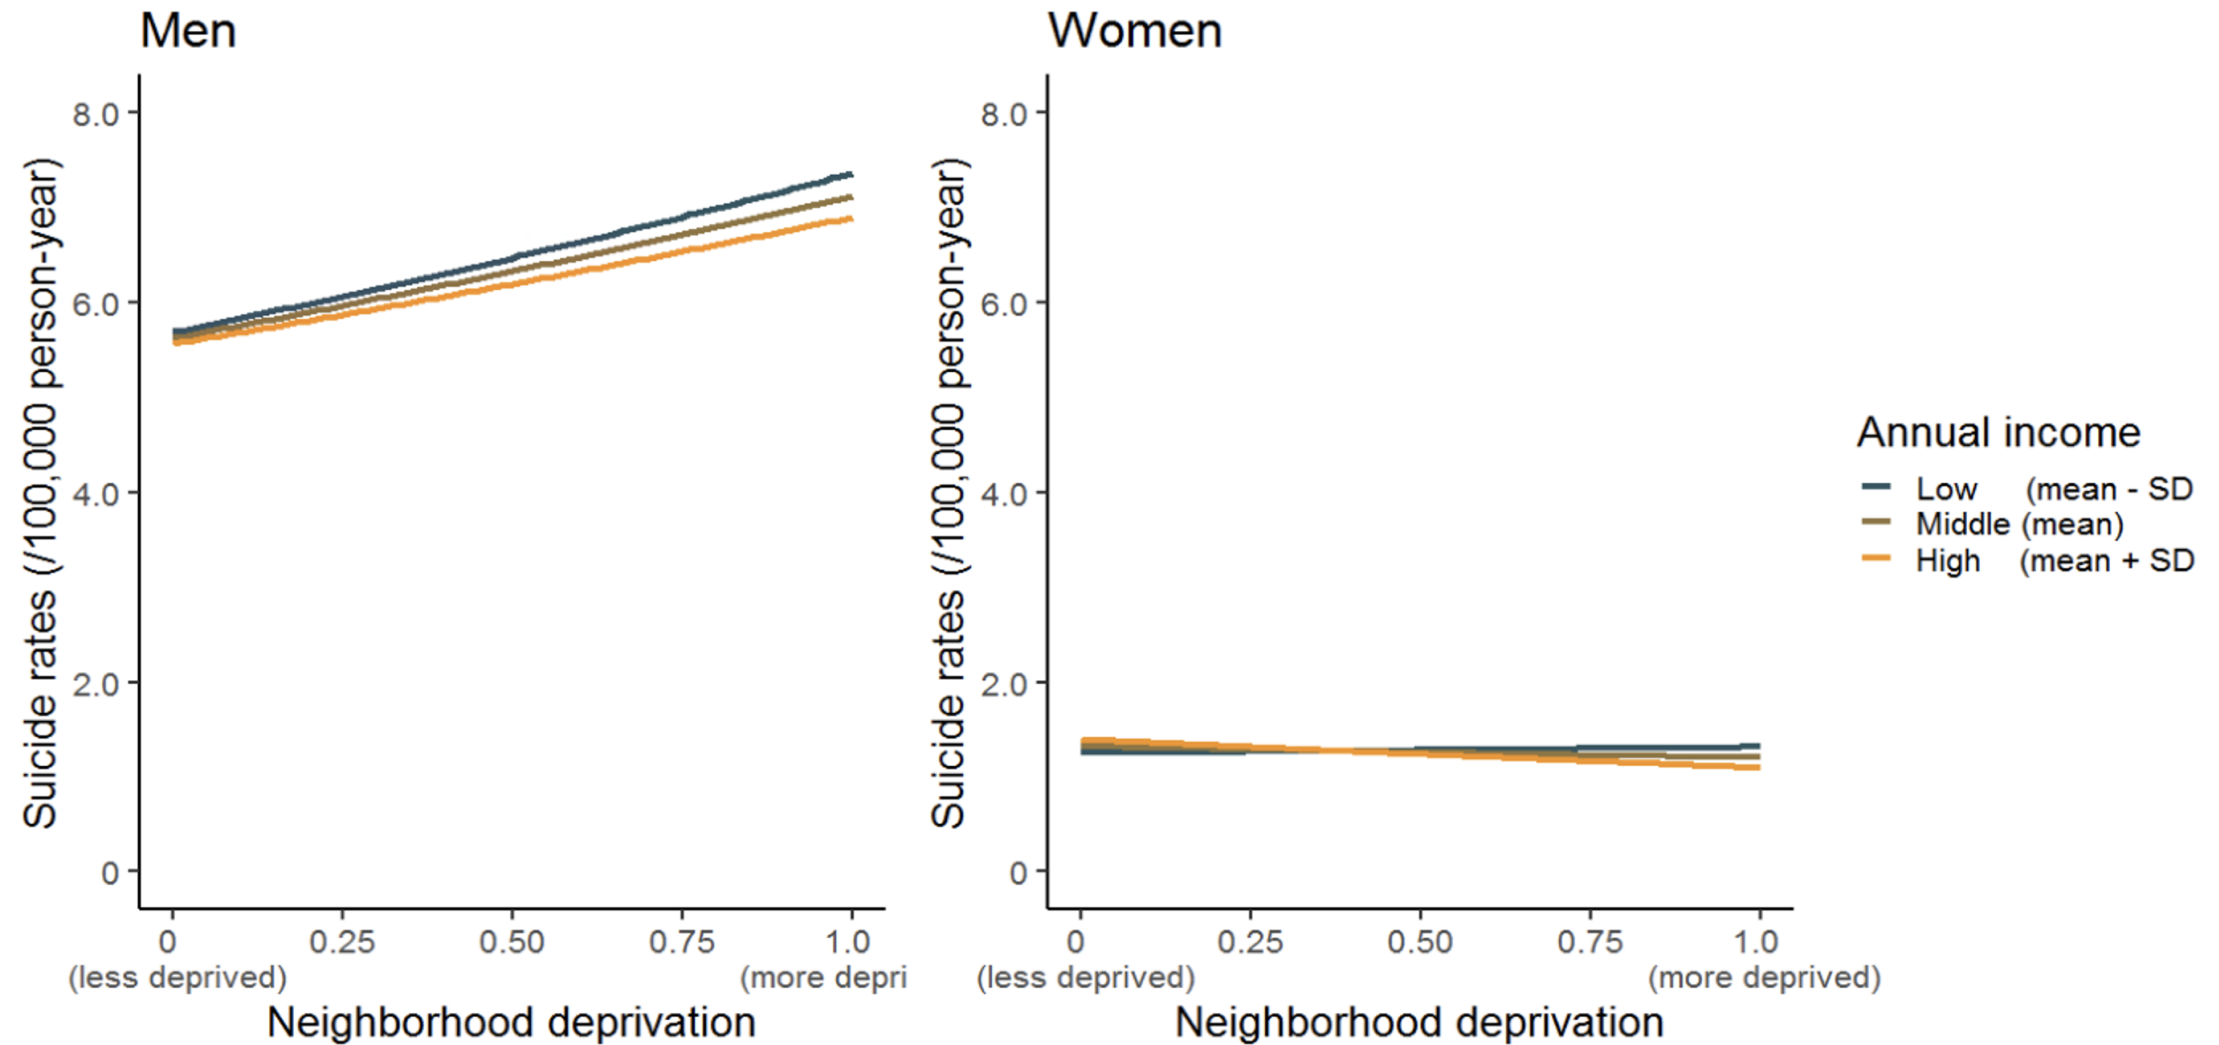 Men
Suicide rates (/100,000 person-year)
8.0
6.0
4.0
2.0
0
0
0.25
0.50
0.75
1.0
(less deprived)
(more depri
Neighborhood deprivation
Women
Suicide rates (/100,000 person-year)
8.0
6.0
4.0
2.0
0
0
0.25
0.50
0.75
1.0
(less deprived)
(more deprived)
Neighborhood deprivation
Annual income
Low (mean - SD
Middle (mean)
High (mean + SD